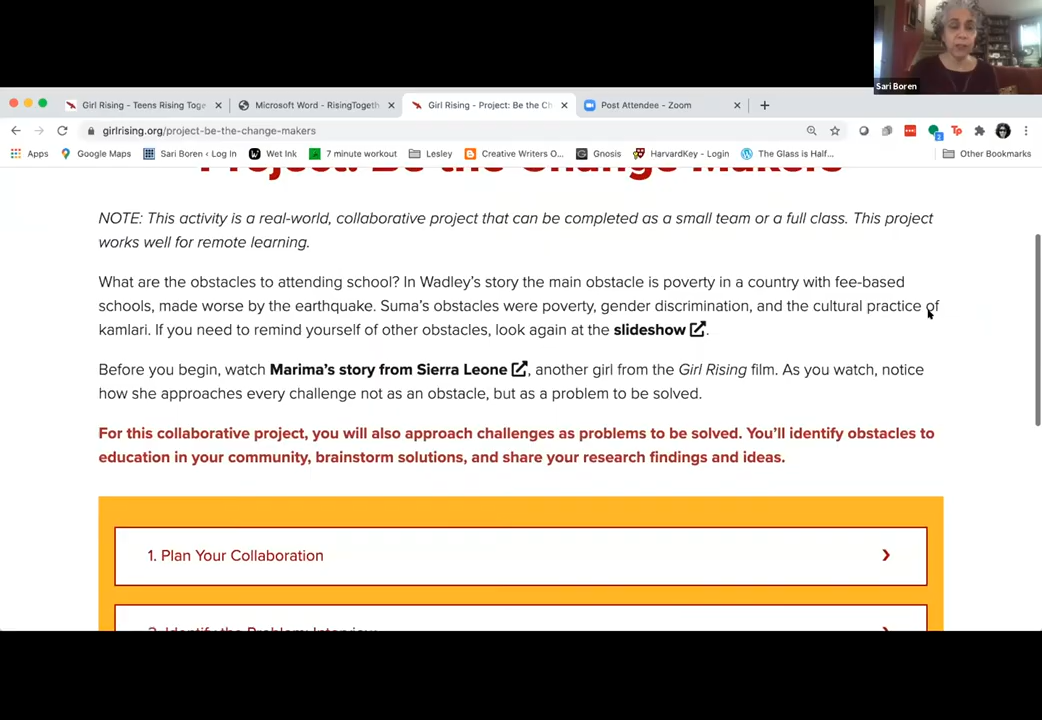 Sari Boren
Girl Rising - Teens Rising Toge
Microsoft Word - RisingTogeth
Girl Rising - Project: Be the Ch
Post Attendee - Zoom
girlrising.org/project-be-the-change-makers
Apps
Google Maps
Sari Boren ‹ Log In
Wet Ink
7 minute workout
Lesley
Creative Writers O...
Gnosis
HarvardKey - Login
The Glass is Half...
Other Bookmarks
Project: Be the Change Makers
NOTE: This activity is a real-world, collaborative project that can be completed as a small team or a full class. This project
works well for remote learning.
What are the obstacles to attending school? In Wadley's story the main obstacle is poverty in a country with fee-based
schools, made worse by the earthquake. Suma's obstacles were poverty, gender discrimination, and the cultural practice of
kamlari. If you need to remind yourself of other obstacles, look again at the slideshow.
Before you begin, watch Marima's story from Sierra Leone, another girl from the Girl Rising film. As you watch, notice
how she approaches every challenge not as an obstacle, but as a problem to be solved.
For this collaborative project, you will also approach challenges as problems to be solved. You'll identify obstacles to
education in your community, brainstorm solutions, and share your research findings and ideas.
1. Plan Your Collaboration
2. Identify the Problem: Interview